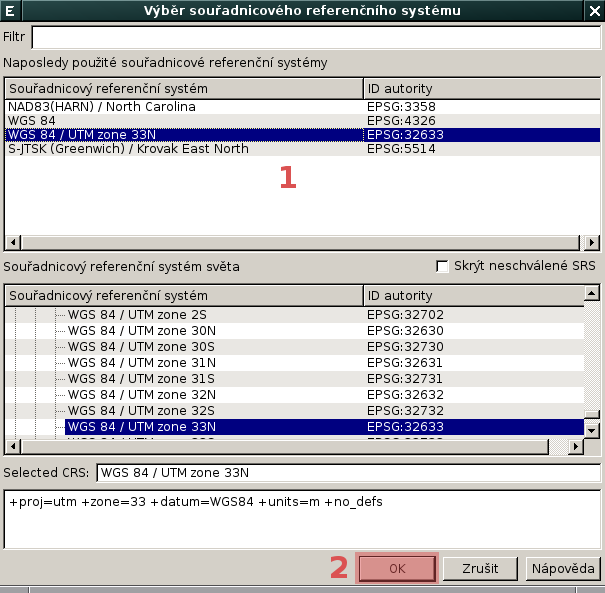 E Výběr souřadnicového referenčního systému
Filtr
Naposledy použité souřadnicové referenční systémy
Souřadnicový referenční systém ID autority
NAD83(HARN) / North Carolina EPSG:3358
WGS 84 EPSG:4326
WGS 84 / UTM zone 33N EPSG:32633
S-JTSK (Greenwich) / Krovak East North EPSG:5514
1
Souřadnicový referenční systém světa Skrýt neschválené SRS
Souřadnicový referenční systém ID autority
WGS 84 / UTM zone 2S EPSG:32702
WGS 84 / UTM zone 30N EPSG:32630
WGS 84 / UTM zone 30S EPSG:32730
WGS 84 / UTM zone 31N EPSG:32631
WGS 84 / UTM zone 31S EPSG:32731
WGS 84 / UTM zone 32N EPSG:32632
WGS 84 / UTM zone 32S EPSG:32732
WGS 84 / UTM zone 33N EPSG:32633
Selected CRS: WGS 84 / UTM zone 33N
+proj=utm +zone=33 +datum=WGS84 +units=m +no_defs
2 OK Zrušit Nápověda